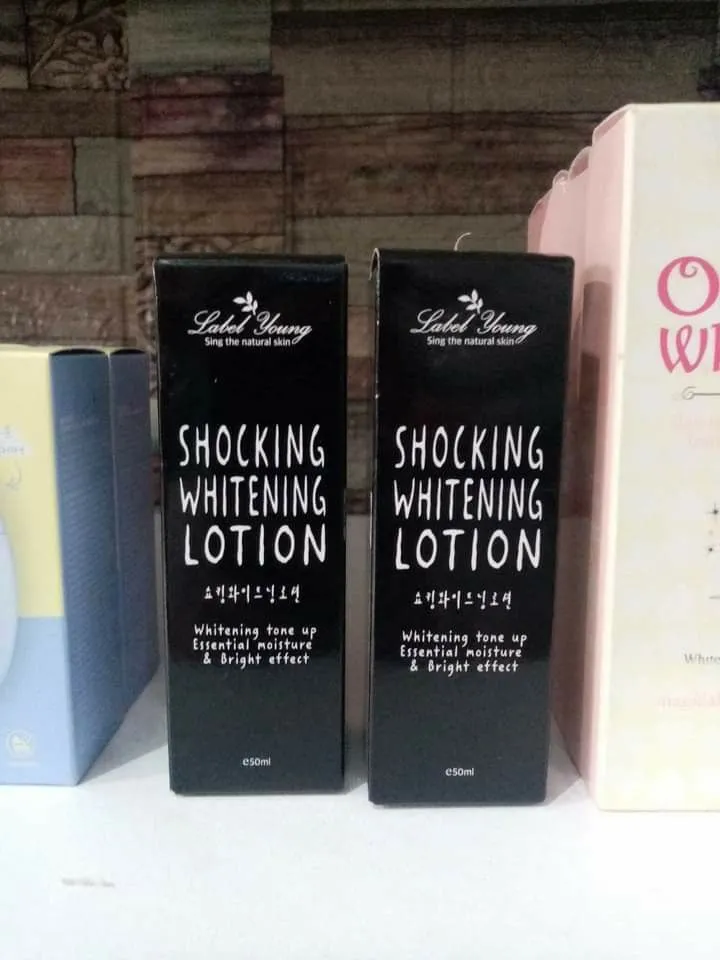 Label Young
Sing the natural skin
SHOCKING
WHITENING
LOTION
쇼킹화이트닝로션
Whitening tone up
Essential moisture
& Bright effect
e50ml
Label Young
Sing the natural skin
SHOCKING
WHITENING
LOTION
쇼킹화이트닝로션
Whitening tone up
Essential moisture
& Bright effect
e50ml